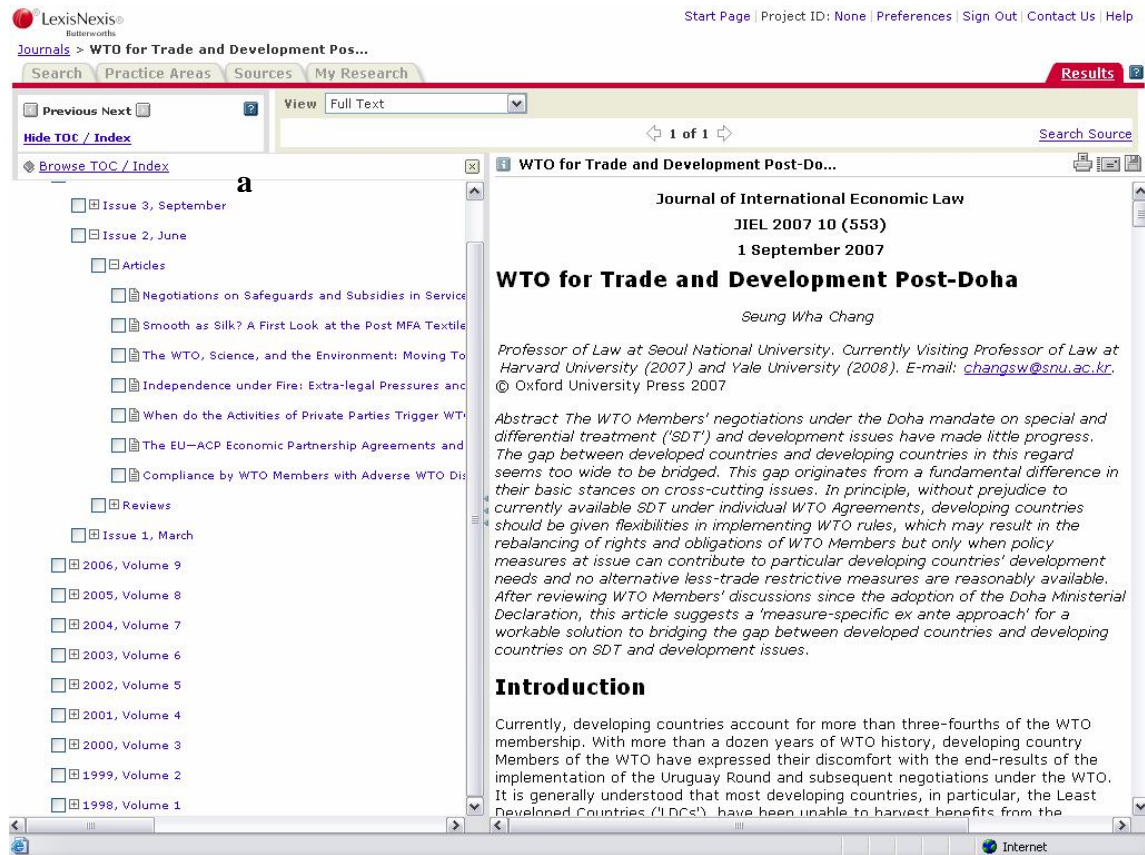 LexisNexis®
Butterworths
Start Page | Project ID: None | Preferences | Sign Out | Contact Us | Help
Journals > WTO for Trade and Development Pos...
Search Practice Areas Sources My Research Results ?
Previous Next ?
View Full Text
Hide TOC / Index
1 of 1
Search Source
Browse TOC / Index
a
WTO for Trade and Development Post-Do...
Issue 3, September
Issue 2, June
Articles
Negotiations on Safeguards and Subsidies in Service
Smooth as Silk? A First Look at the Post MFA Textile
The WTO, Science, and the Environment: Moving To
Independence under Fire: Extra-legal Pressures and
When do the Activities of Private Parties Trigger WT
The EU—ACP Economic Partnership Agreements and
Compliance by WTO Members with Adverse WTO Dis
Reviews
Issue 1, March
2006, Volume 9
2005, Volume 8
2004, Volume 7
2003, Volume 6
2002, Volume 5
2001, Volume 4
2000, Volume 3
1999, Volume 2
1998, Volume 1
Journal of International Economic Law
JIEL 2007 10 (553)
1 September 2007
WTO for Trade and Development Post-Doha
Seung Wha Chang
Professor of Law at Seoul National University. Currently Visiting Professor of Law at
Harvard University (2007) and Yale University (2008). E-mail: changsw@snu.ac.kr.
© Oxford University Press 2007
Abstract The WTO Members' negotiations under the Doha mandate on special and
differential treatment ('SDT') and development issues have made little progress.
The gap between developed countries and developing countries in this regard
seems too wide to be bridged. This gap originates from a fundamental difference in
their basic stances on cross-cutting issues. In principle, without prejudice to
currently available SDT under individual WTO Agreements, developing countries
should be given flexibilities in implementing WTO rules, which may result in the
rebalancing of rights and obligations of WTO Members but only when policy
measures at issue can contribute to particular developing countries' development
needs and no alternative less-trade restrictive measures are reasonably available.
After reviewing WTO Members' discussions since the adoption of the Doha Ministerial
Declaration, this article suggests a 'measure-specific ex ante approach' for a
workable solution to bridging the gap between developed countries and developing
countries on SDT and development issues.
Introduction
Currently, developing countries account for more than three-fourths of the WTO
membership. With more than a dozen years of WTO history, developing country
Members of the WTO have expressed their discomfort with the end-results of the
implementation of the Uruguay Round and subsequent negotiations under the WTO.
It is generally understood that most developing countries, in particular, the Least
Developed Countries ('LDCs'), have been unable to harvest benefits from the
Internet